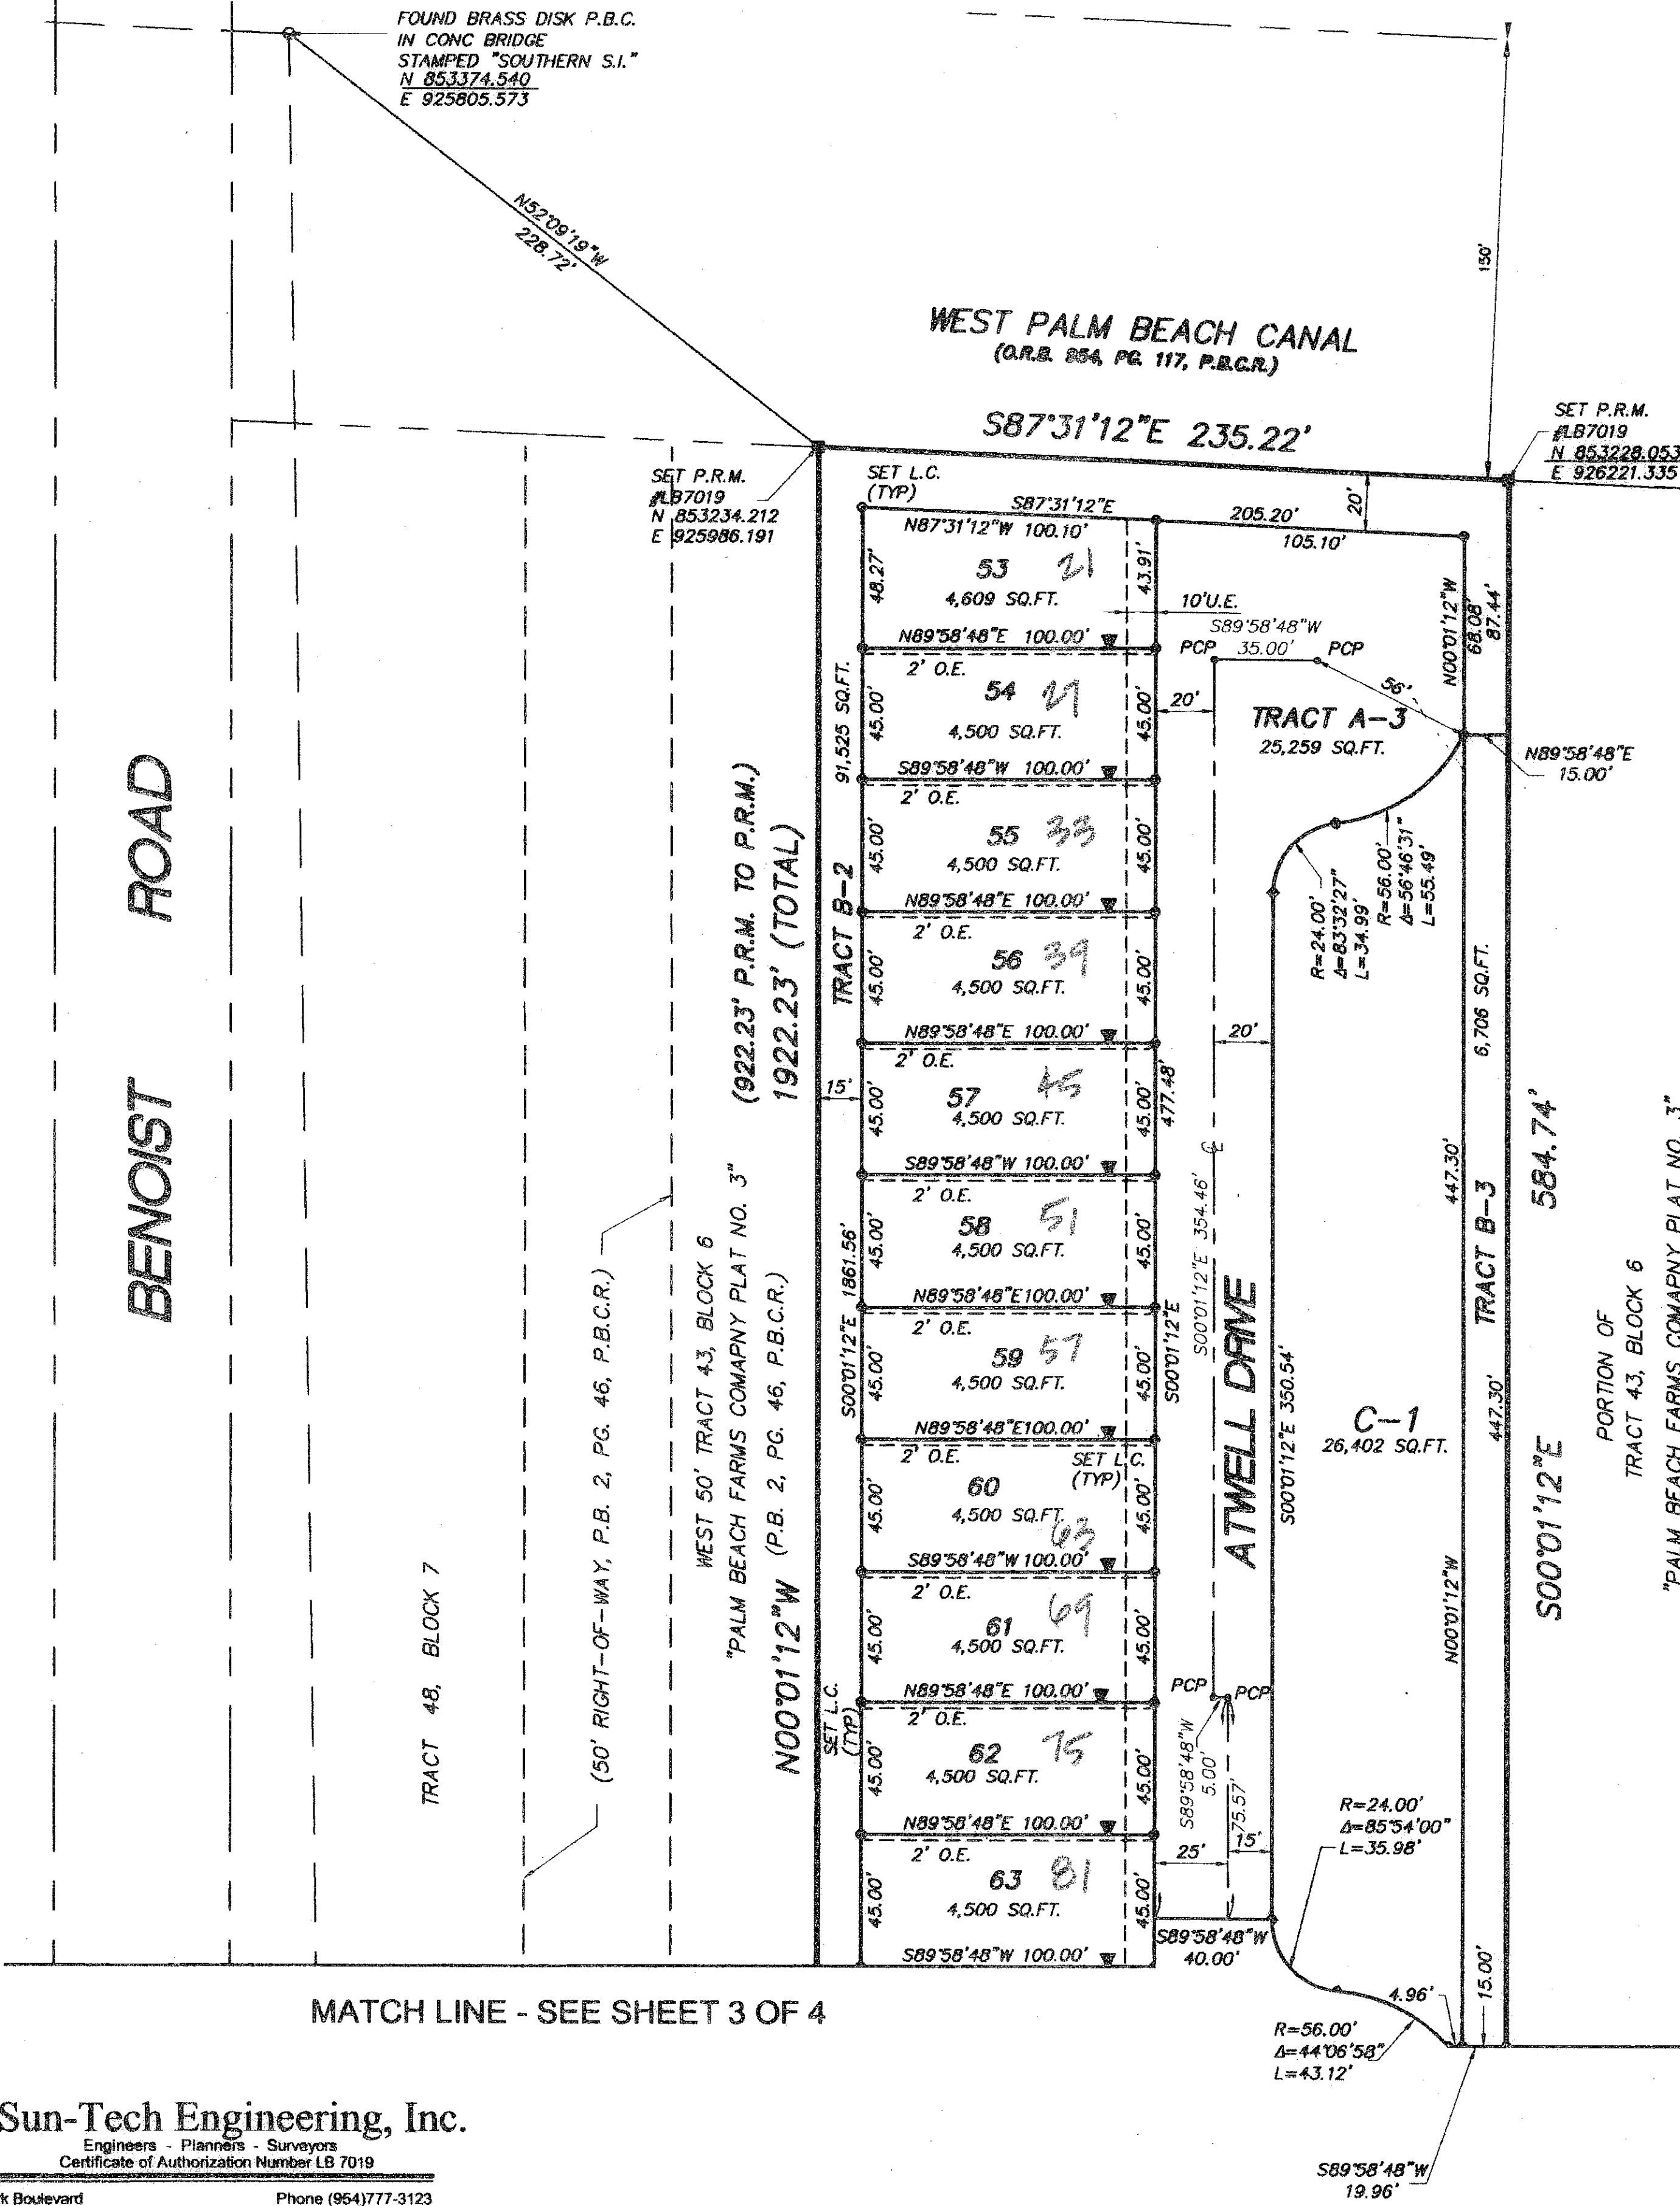 FOUND BRASS DISK P.B.C.
IN CONC BRIDGE
STAMPED "SOUTHERN S.I."
N 853374.540
E 925805.573
N52°09'19"W
228.72'
150'
WEST PALM BEACH CANAL
(O.R.B. 854, PG. 117, P.B.C.R.)
S87°31'12"E 235.22'
SET P.R.M.
#LB7019
N 853228.053
E 926221.335
SET P.R.M.
#LB7019
N 853234.212
E 925986.191
SET L.C.
(TYP)
S87°31'12"E
205.20'
20'
N87°31'12"W 100.10'
105.10'
48.27'
53 21
4,609 SQ.FT.
43.91'
10'U.E.
N00°01'12"W
68.08'
87.44'
N89°58'48"E 100.00'
S89°58'48"W
35.00'
PCP
PCP
56'
2' O.E.
54 27
4,500 SQ.FT.
45.00'
45.00'
20'
TRACT A-3
25,259 SQ.FT.
N89°58'48"E
15.00'
S89°58'48"W 100.00'
2' O.E.
55 33
4,500 SQ.FT.
45.00'
45.00'
R=24.00'
Δ=83°32'27"
L=34.99'
R=56.00'
Δ=56°46'31"
L=55.49'
N89°58'48"E 100.00'
2' O.E.
56 39
4,500 SQ.FT.
45.00'
45.00'
N89°58'48"E 100.00'
20'
2' O.E.
57 45
4,500 SQ.FT.
45.00'
45.00'
15'
477.48'
S89°58'48"W 100.00'
2' O.E.
58 51
4,500 SQ.FT.
45.00'
45.00'
N89°58'48"E100.00'
2' O.E.
59 57
4,500 SQ.FT.
45.00'
45.00'
N89°58'48"E100.00'
2' O.E.
SET L.C.
(TYP)
60
4,500 SQ.FT.
63
45.00'
45.00'
S89°58'48"W 100.00'
2' O.E.
61 69
4,500 SQ.FT.
45.00'
45.00'
N89°58'48"E 100.00'
2' O.E.
62 75
4,500 SQ.FT.
45.00'
45.00'
N89°58'48"E 100.00'
2' O.E.
63 81
4,500 SQ.FT.
45.00'
45.00'
S89°58'48"W 100.00'
BENOIST ROAD
TRACT 48, BLOCK 7
(50' RIGHT-OF-WAY, P.B. 2, PG. 46, P.B.C.R.)
WEST 50' TRACT 43, BLOCK 6
"PALM BEACH FARMS COMAPNY PLAT NO. 3"
(P.B. 2, PG. 46, P.B.C.R.)
N00°01'12"W
(922.23' P.R.M. TO P.R.M.)
1922.23' (TOTAL)
91,525 SQ.FT.
TRACT B-2
S00°01'12"E 1861.56'
SET L.C.
(TYP)
S00°01'12"E
S00°01'12"E 354.46'
℄
ATWELL DRIVE
S00°01'12"E 350.54'
C-1
26,402 SQ.FT.
6,706 SQ.FT.
447.30'
TRACT B-3
447.30'
N00°01'12"W
584.74'
S00°01'12"E
PORTION OF
TRACT 43, BLOCK 6
"PALM BEACH FARMS COMAPNY PLAT NO. 3"
PCP
PCP
S89°58'48"W
5.00'
75.57'
25'
15'
S89°58'48"W
40.00'
R=24.00'
Δ=85°54'00"
L=35.98'
4.96'
15.00'
R=56.00'
Δ=44°06'58"
L=43.12'
S89°58'48"W
19.96'
MATCH LINE - SEE SHEET 3 OF 4
Sun-Tech Engineering, Inc.
Engineers - Planners - Surveyors
Certificate of Authorization Number LB 7019
k Boulevard
Phone (954)777-3123